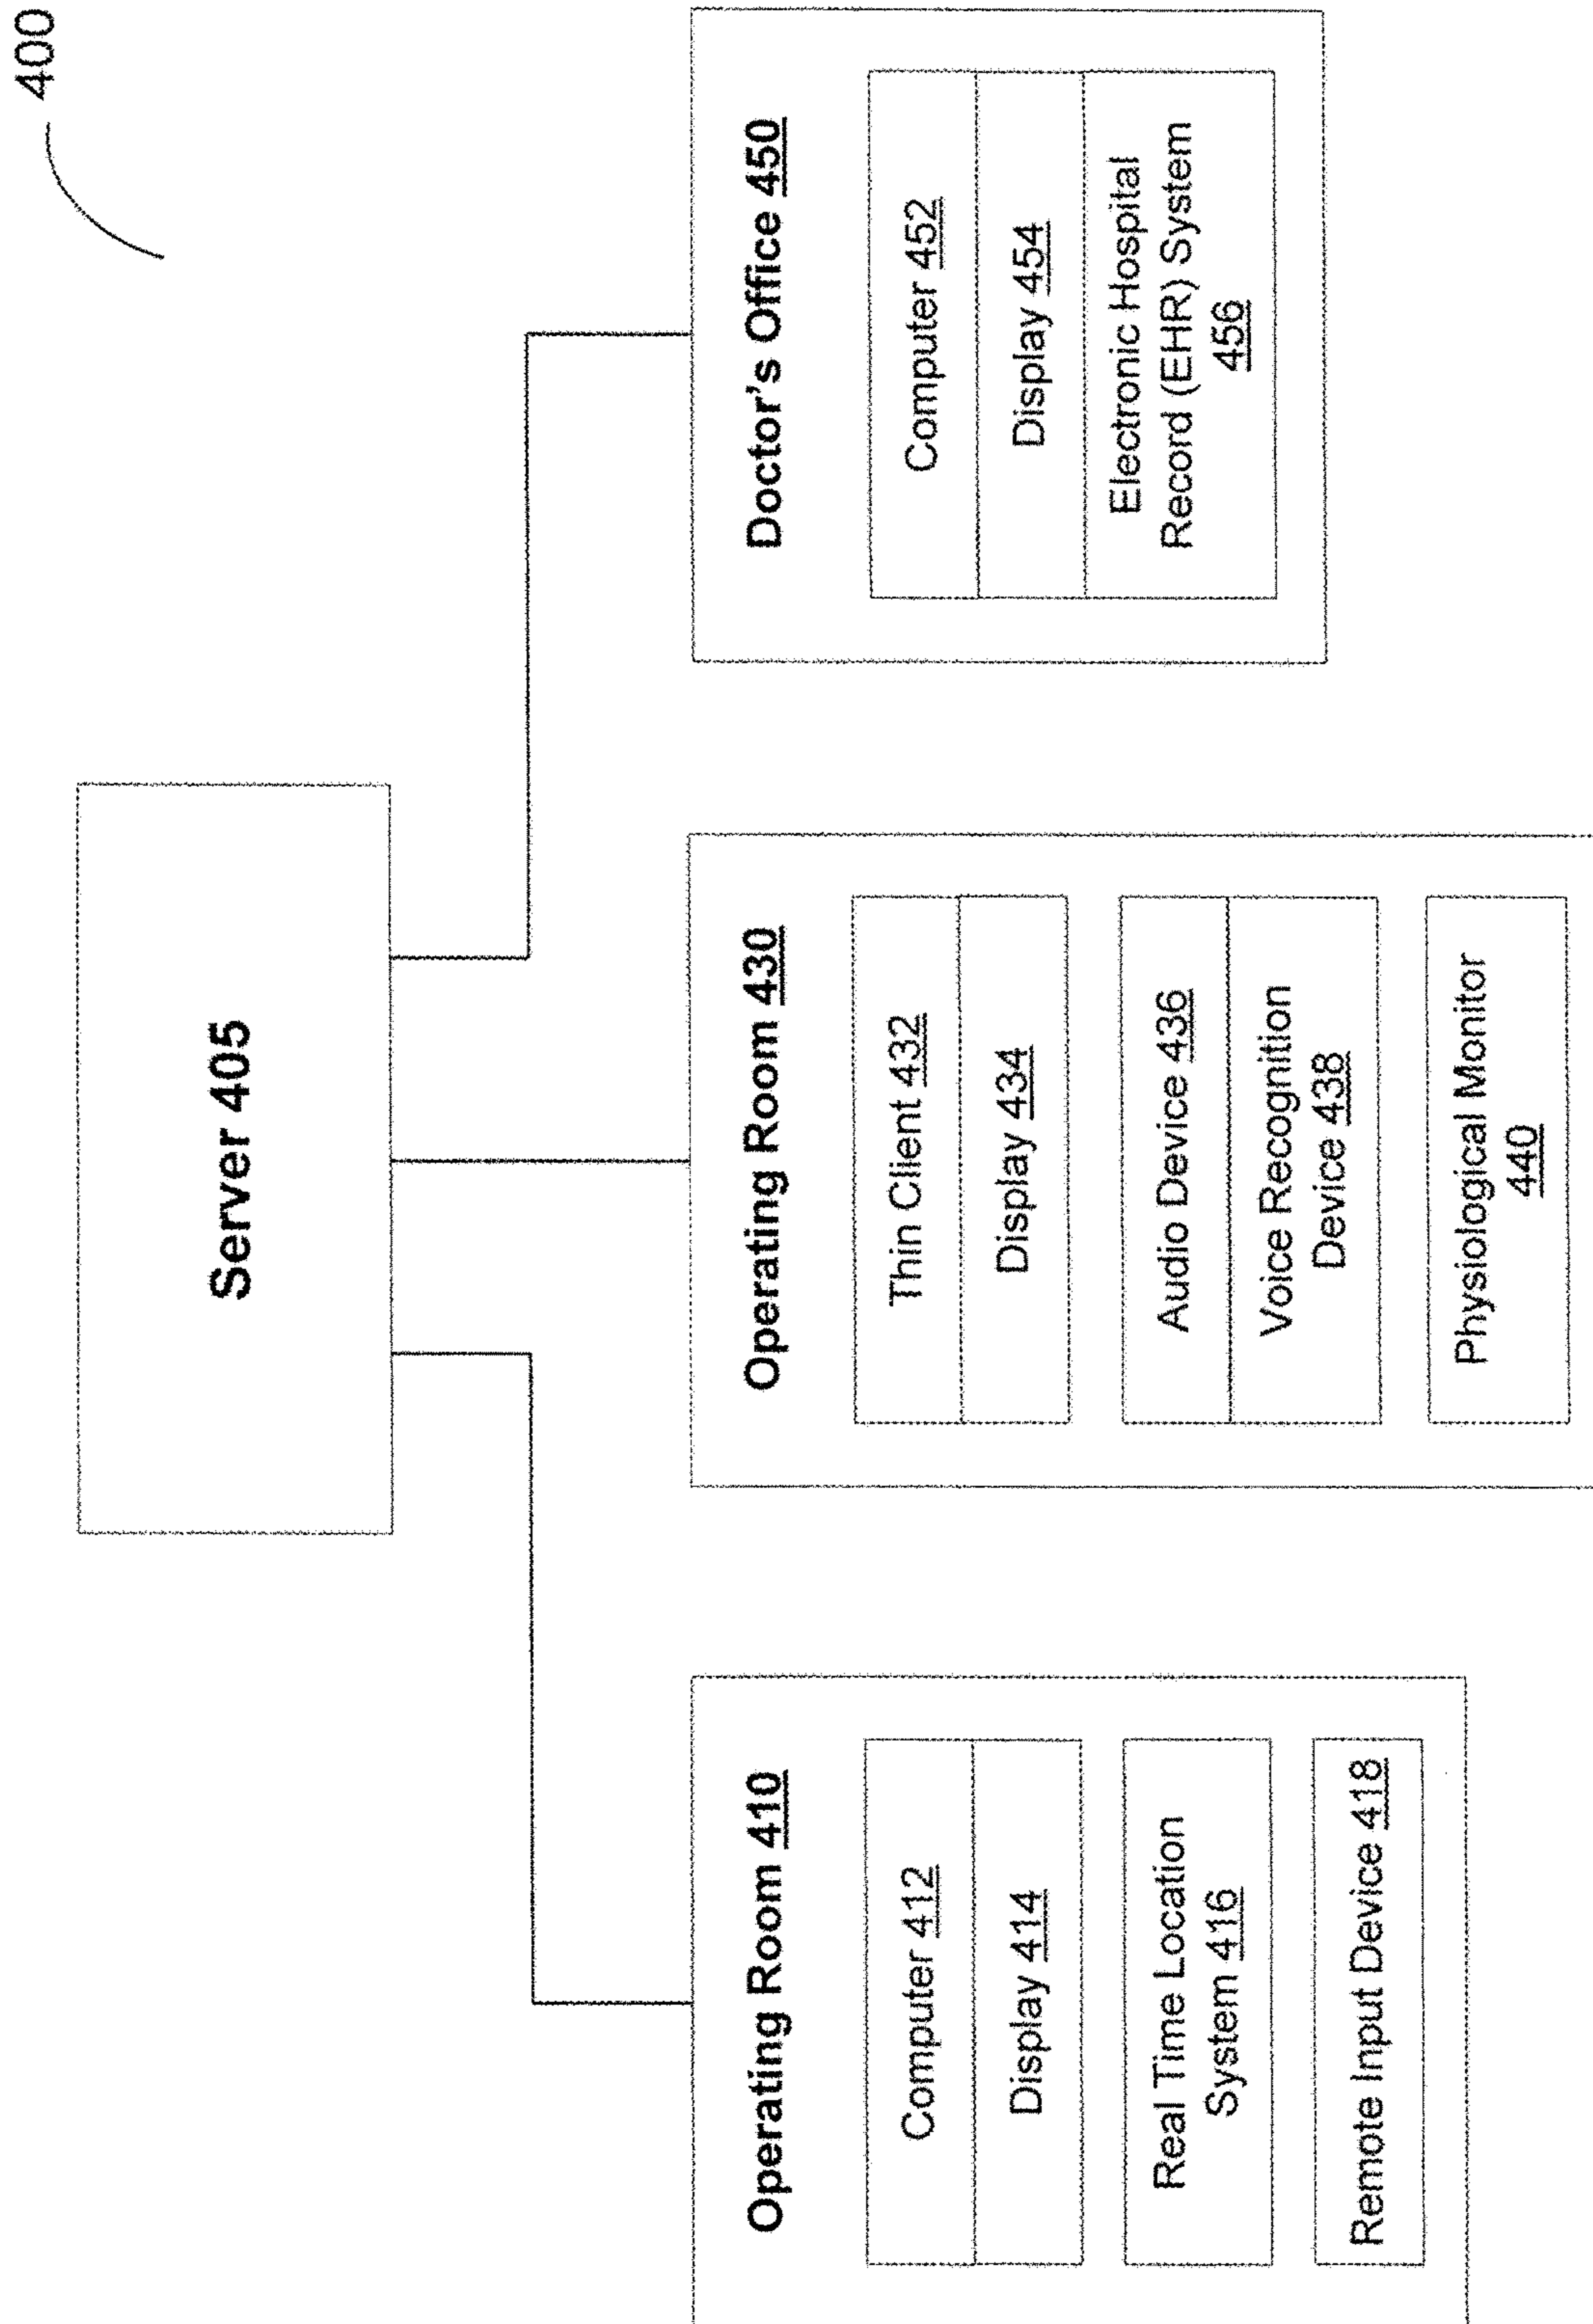 400
Server 405
Operating Room 410
Computer 412
Display 414
Real Time Location
System 416
Remote Input Device 418
Operating Room 430
Thin Client 432
Display 434
Audio Device 436
Voice Recognition
Device 438
Physiological Monitor
440
Doctor's Office 450
Computer 452
Display 454
Electronic Hospital
Record (EHR) System
456